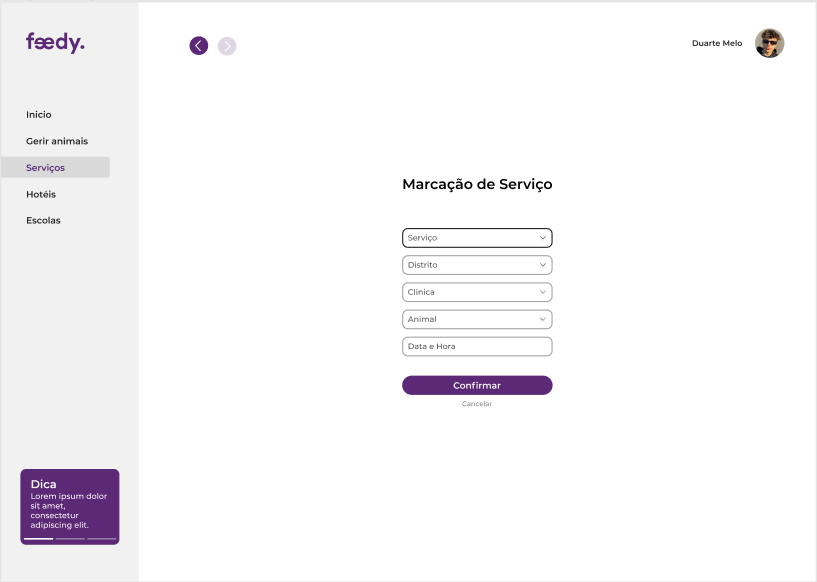 feedy.
Duarte Melo
Inicio
Gerir animais
Serviços
Hotéis
Escolas
Marcação de Serviço
Serviço
Distrito
Clínica
Animal
Data e Hora
Confirmar
Cancelar
Dica
Lorem ipsum dolor
sit amet,
consectetur
adipiscing elit.